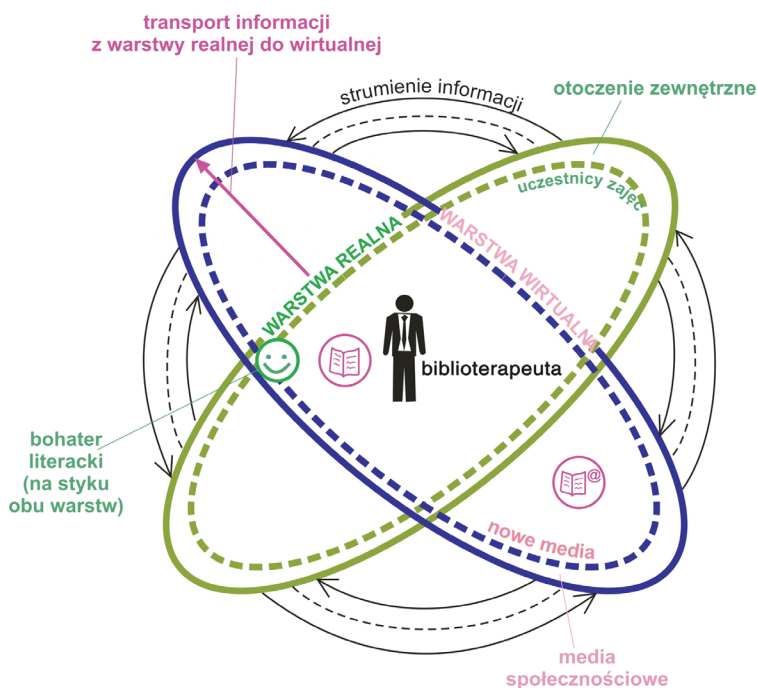 transport informacji
z warstwy realnej do wirtualnej
strumienie informacji
otoczenie zewnętrzne
uczestnicy zajęć
WARSTWA REALNA
WARSTWA WIRTUALNA
biblioterapeuta
bohater
literacki
(na styku
obu warstw)
@
nowe media
media
społecznościowe